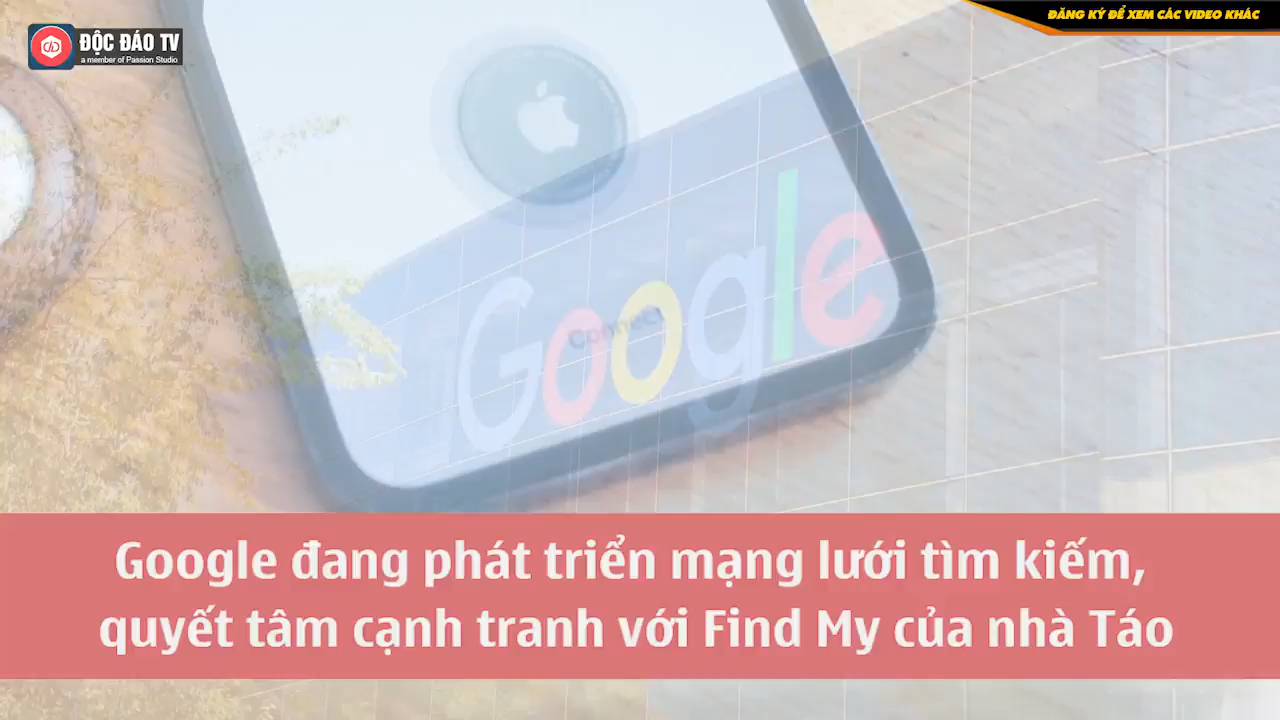 ĐỘC ĐÁO TV
a member of Passion Studio
ĐĂNG KÝ ĐỂ XEM CÁC VIDEO KHÁC
Google
Connect
Google đang phát triển mạng lưới tìm kiếm,
quyết tâm cạnh tranh với Find My của nhà Táo